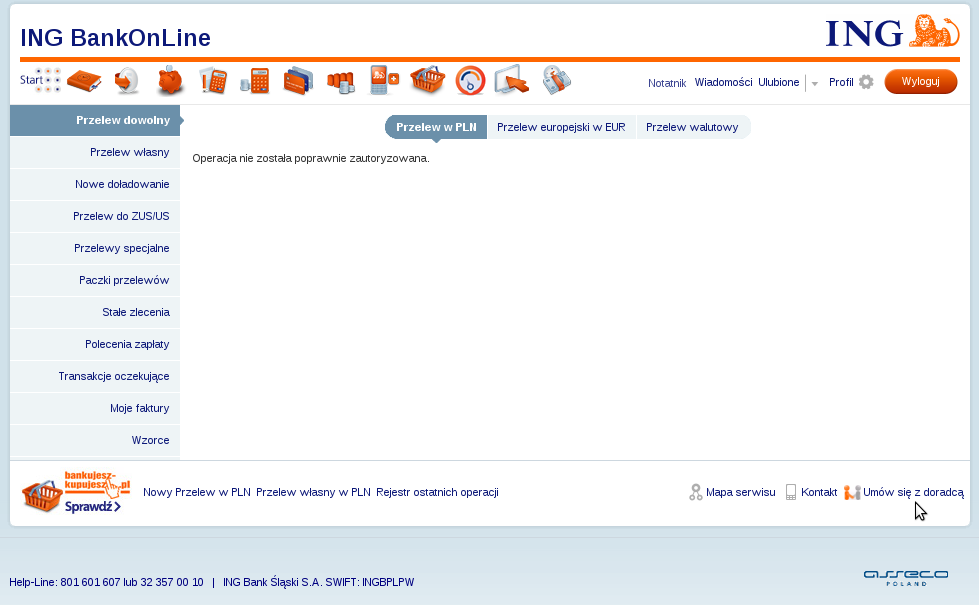 ING BankOnLine
ING
Start
Notatnik Wiadomości Ulubione Profil Wyloguj
Przelew dowolny
Przelew własny
Nowe doładowanie
Przelew do ZUS/US
Przelewy specjalne
Paczki przelewów
Stałe zlecenia
Polecenia zapłaty
Transakcje oczekujące
Moje faktury
Wzorce
Przelew w PLN Przelew europejski w EUR Przelew walutowy
Operacja nie została poprawnie zautoryzowana.
bankujesz-
kupujesz.pl
Sprawdź
Nowy Przelew w PLN Przelew własny w PLN Rejestr ostatnich operacji
Mapa serwisu Kontakt Umów się z doradcą
Help-Line: 801 601 607 lub 32 357 00 10 | ING Bank Śląski S.A. SWIFT: INGBPLPW
asseco
POLAND